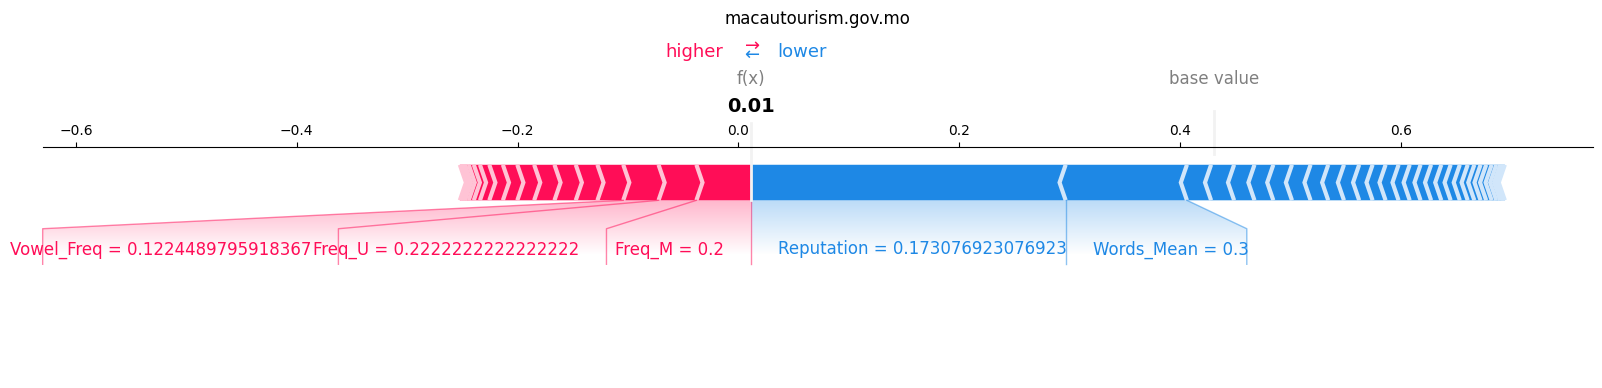 macautourism.gov.mo
higher ⇄ lower
f(x) base value
0.01
−0.6 −0.4 −0.2 0.0 0.2 0.4 0.6
Vowel_Freq = 0.1224489795918367 Freq_U = 0.2222222222222222 Freq_M = 0.2 Reputation = 0.173076923076923 Words_Mean = 0.3